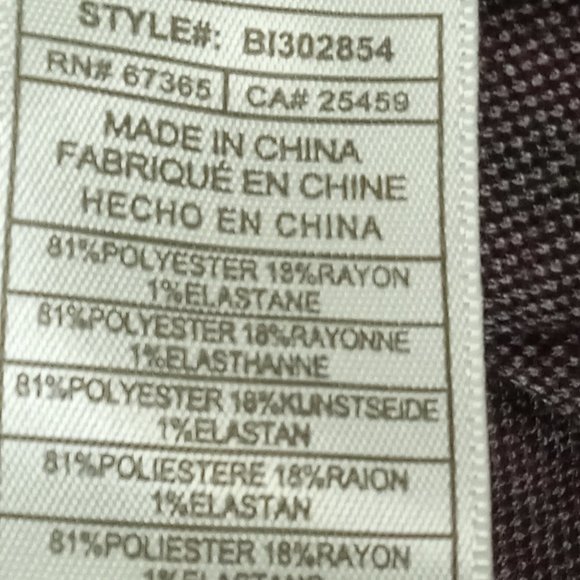 STYLE#: BI302854
RN# 67365 CA# 25459
MADE IN CHINA
FABRIQUÉ EN CHINE
HECHO EN CHINA
81%POLYESTER 18%RAYON
1%ELASTANE
81%POLYESTER 18%RAYONNE
1%ELASTHANNE
81%POLYESTER 18%KUNSTSEIDE
1%ELASTAN
81%POLIESTERE 18%RAION
1%ELASTAN
81%POLIESTER 18%RAYON